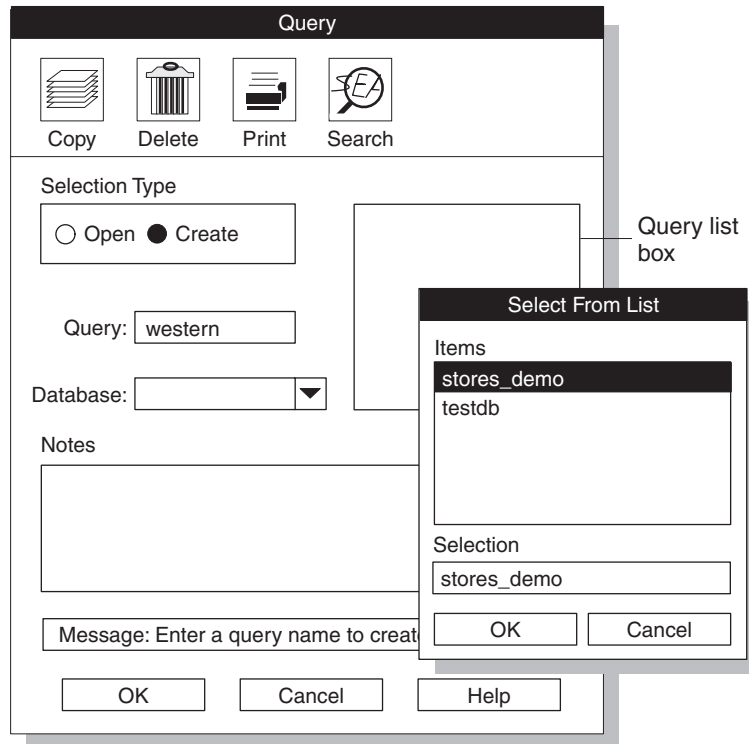 Query
Copy Delete Print Search
Selection Type
Open Create
Query list
box
Query: western
Database:
Notes
Message: Enter a query name to creat
OK Cancel Help
Select From List
Items
stores_demo
testdb
Selection
stores_demo
OK Cancel